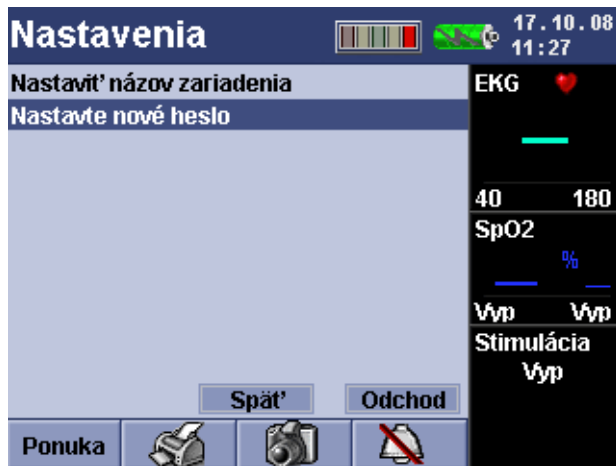 Nastavenia
17.10.08
11:27
Nastaviť názov zariadenia
Nastavte nové heslo
Späť
Odchod
Ponuka
EKG
40 180
SpO2
%
Vyp Vyp
Stimulácia
Vyp